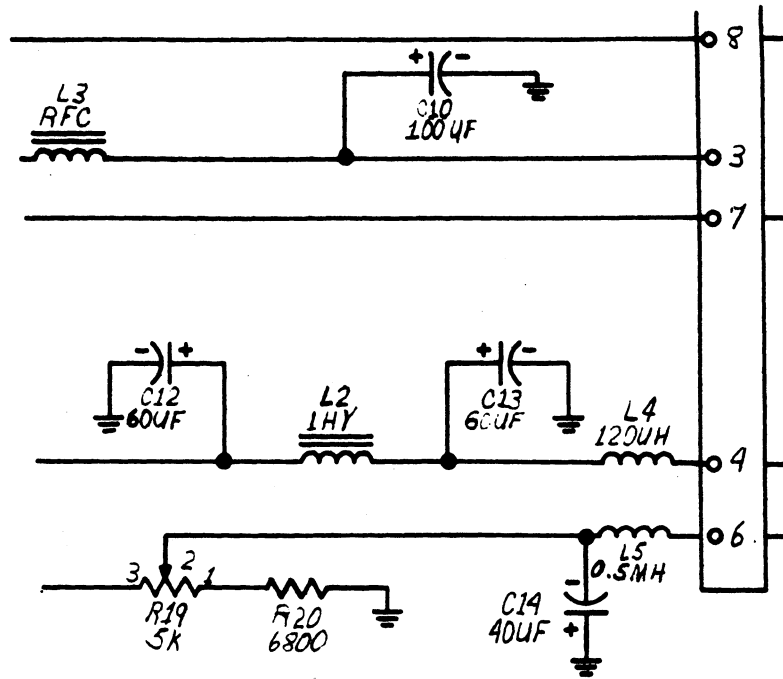 8
+ -
L3
RFC
C10
100UF
3
7
- +
C12
60UF
L2
1HY
+ -
C13
60UF
L4
120UH
4
6
L5
0.5MH
3
2
1
R19
5K
R20
6800
-
C14
40UF
+